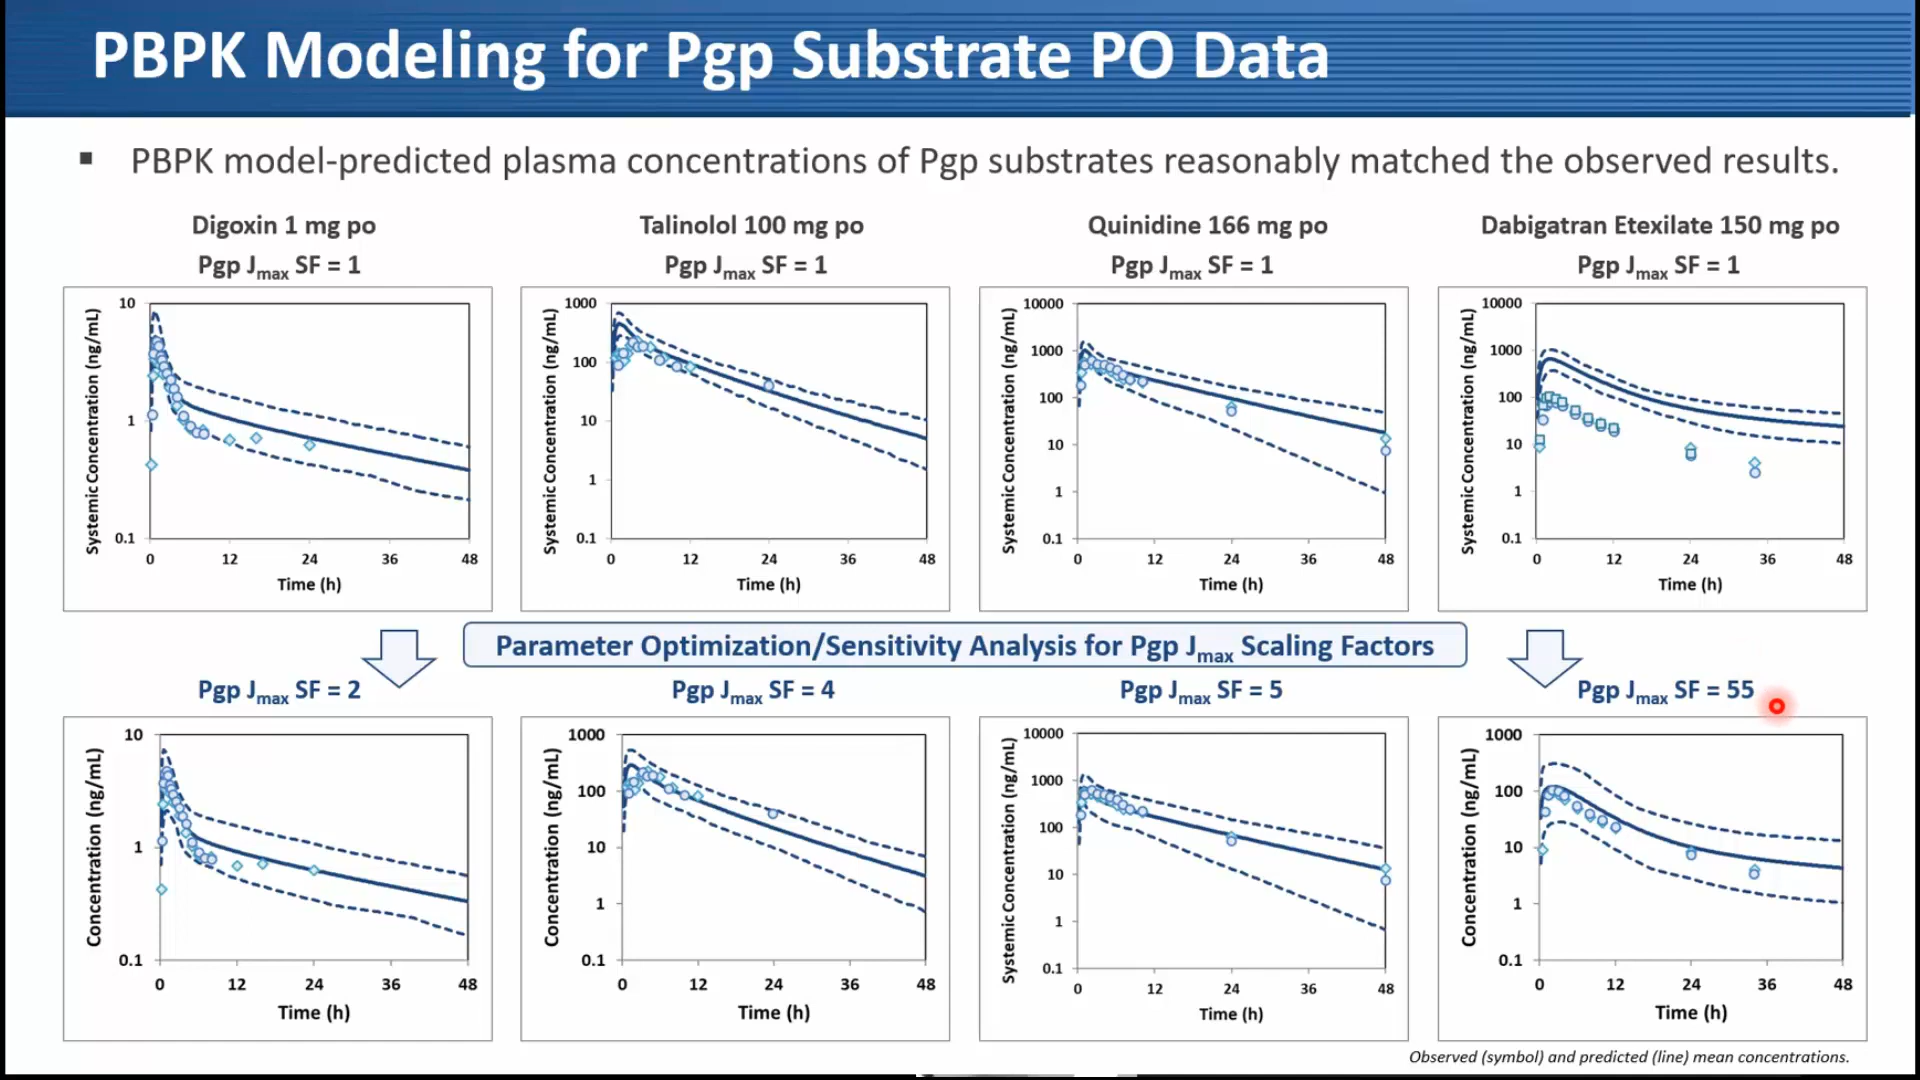 PBPK Modeling for Pgp Substrate PO Data
▪ PBPK model-predicted plasma concentrations of Pgp substrates reasonably matched the observed results.
Digoxin 1 mg po
Pgp Jmax SF = 1
Talinolol 100 mg po
Pgp Jmax SF = 1
Quinidine 166 mg po
Pgp Jmax SF = 1
Dabigatran Etexilate 150 mg po
Pgp Jmax SF = 1
Systemic Concentration (ng/mL)
10
1
0.1
0 12 24 36 48
Time (h)
Systemic Concentration (ng/mL)
1000
100
10
1
0.1
0 12 24 36 48
Time (h)
Systemic Concentration (ng/mL)
10000
1000
100
10
1
0.1
0 12 24 36 48
Time (h)
Systemic Concentration (ng/mL)
10000
1000
100
10
1
0.1
0 12 24 36 48
Time (h)
Parameter Optimization/Sensitivity Analysis for Pgp Jmax Scaling Factors
Pgp Jmax SF = 2
Pgp Jmax SF = 4
Pgp Jmax SF = 5
Pgp Jmax SF = 55
Concentration (ng/mL)
10
1
0.1
0 12 24 36 48
Time (h)
Concentration (ng/mL)
1000
100
10
1
0.1
0 12 24 36 48
Time (h)
Systemic Concentration (ng/mL)
10000
1000
100
10
1
0.1
0 12 24 36 48
Time (h)
Concentration (ng/mL)
1000
100
10
1
0.1
0 12 24 36 48
Time (h)
Observed (symbol) and predicted (line) mean concentrations.